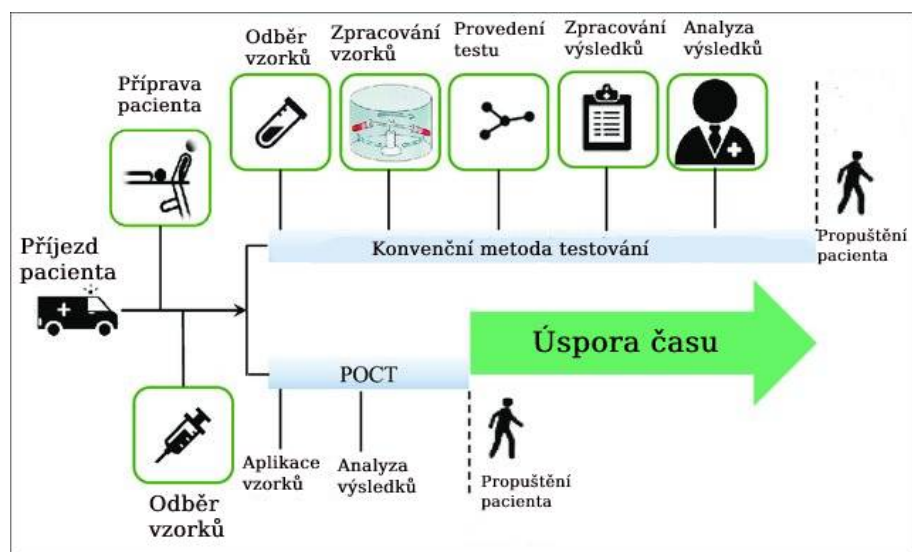 Příjezd
pacienta
Příprava
pacienta
Odběr
vzorků
Odběr
vzorků
Zpracování
vzorků
Provedení
testu
Zpracování
výsledků
Analyza
výsledků
Konvenční metoda testování
Propuštění
pacienta
Úspora času
POCT
Aplikace
vzorků
Analyza
výsledků
Propuštění
pacienta